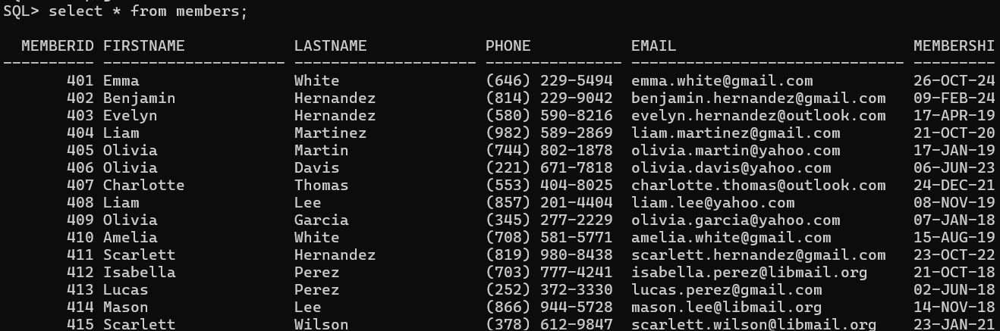 SQL> select * from members;
MEMBERID FIRSTNAME LASTNAME PHONE EMAIL MEMBERSHI
---------- -------------------- -------------------- --------------- ------------------------------ ---------
401 Emma White (646) 229-5494 emma.white@gmail.com 26-OCT-24
402 Benjamin Hernandez (814) 229-9042 benjamin.hernandez@gmail.com 09-FEB-24
403 Evelyn Hernandez (580) 590-8216 evelyn.hernandez@outlook.com 17-APR-19
404 Liam Martinez (982) 589-2869 liam.martinez@gmail.com 21-OCT-20
405 Olivia Martin (744) 802-1878 olivia.martin@yahoo.com 17-JAN-19
406 Olivia Davis (221) 671-7818 olivia.davis@yahoo.com 06-JUN-23
407 Charlotte Thomas (553) 404-8025 charlotte.thomas@outlook.com 24-DEC-21
408 Liam Lee (857) 201-4404 liam.lee@yahoo.com 08-NOV-19
409 Olivia Garcia (345) 277-2229 olivia.garcia@yahoo.com 07-JAN-18
410 Amelia White (708) 581-5771 amelia.white@gmail.com 15-AUG-19
411 Scarlett Hernandez (819) 980-8438 scarlett.hernandez@gmail.com 23-OCT-22
412 Isabella Perez (703) 777-4241 isabella.perez@libmail.org 21-OCT-18
413 Lucas Perez (252) 372-3330 lucas.perez@gmail.com 02-JUN-18
414 Mason Lee (866) 944-5728 mason.lee@libmail.org 14-NOV-18
415 Scarlett Wilson (378) 612-9847 scarlett.wilson@libmail.org 23-JAN-21